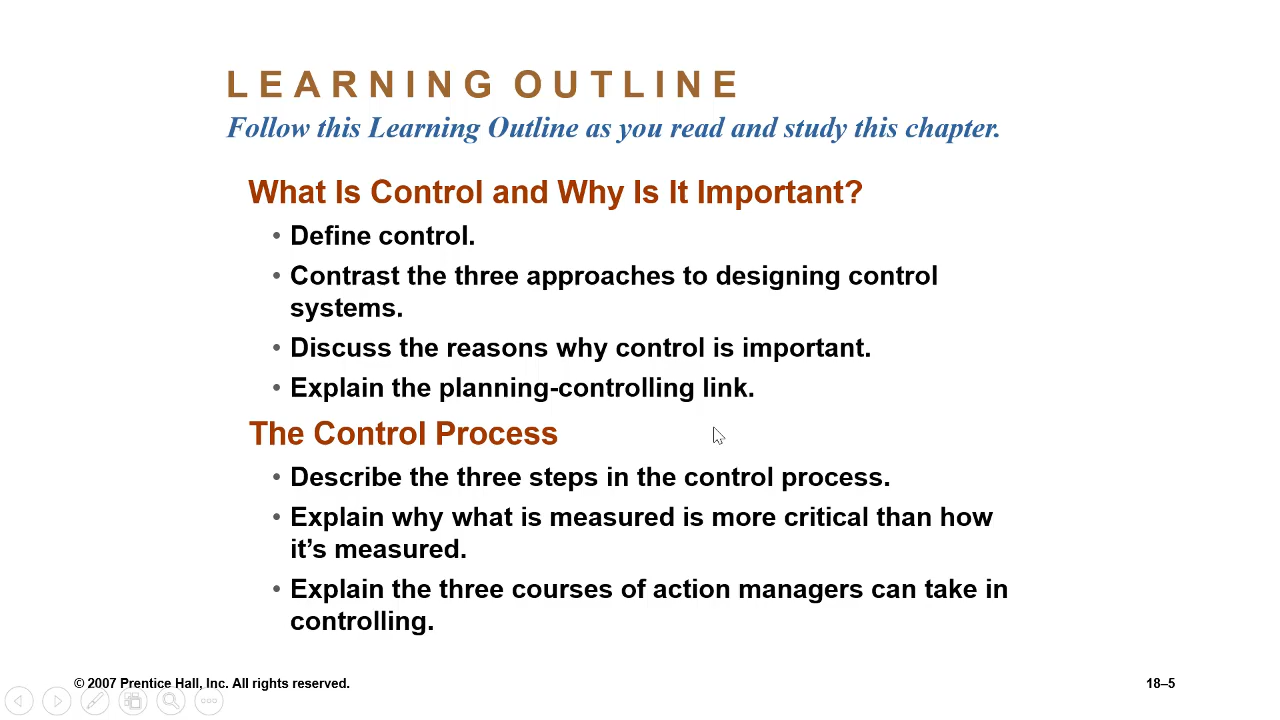 LEARNING OUTLINE
Follow this Learning Outline as you read and study this chapter.
What Is Control and Why Is It Important?
• Define control.
• Contrast the three approaches to designing control
systems.
• Discuss the reasons why control is important.
• Explain the planning-controlling link.
The Control Process
• Describe the three steps in the control process.
• Explain why what is measured is more critical than how
it’s measured.
• Explain the three courses of action managers can take in
controlling.
© 2007 Prentice Hall, Inc. All rights reserved.
18–5